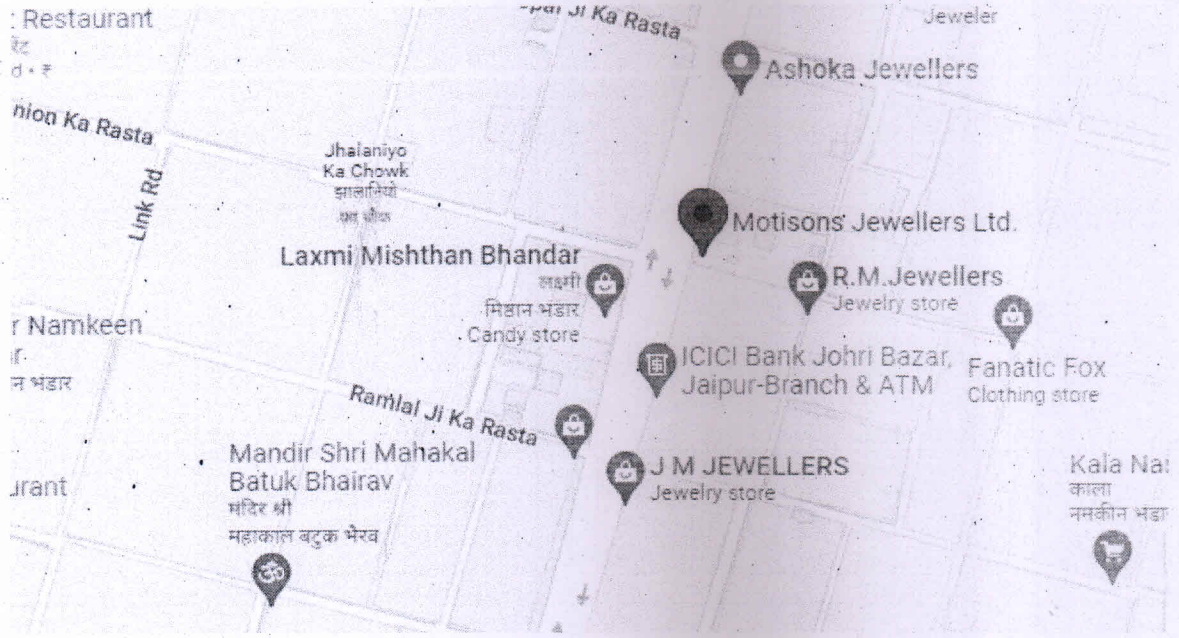 Restaurant
रेंट
d • ₹
Ji Ka Rasta
Jeweler
Ashoka Jewellers
nion Ka Rasta
Link Rd
Jhalaniyo
Ka Chowk
झालानियो
का चौक
Motisons Jewellers Ltd.
Laxmi Mishthan Bhandar
लक्ष्मी
मिष्ठान भंडार
Candy store
R.M.Jewellers
Jewelry store
r Namkeen
r
न भंडार
ICICI Bank Johri Bazar,
Jaipur-Branch & ATM
Fanatic Fox
Clothing store
Ramlal Ji Ka Rasta
Mandir Shri Mahakal
Batuk Bhairav
मंदिर श्री
महाकाल बटुक भैरव
J M JEWELLERS
Jewelry store
urant
Kala Na
काला
नमकीन भंडा